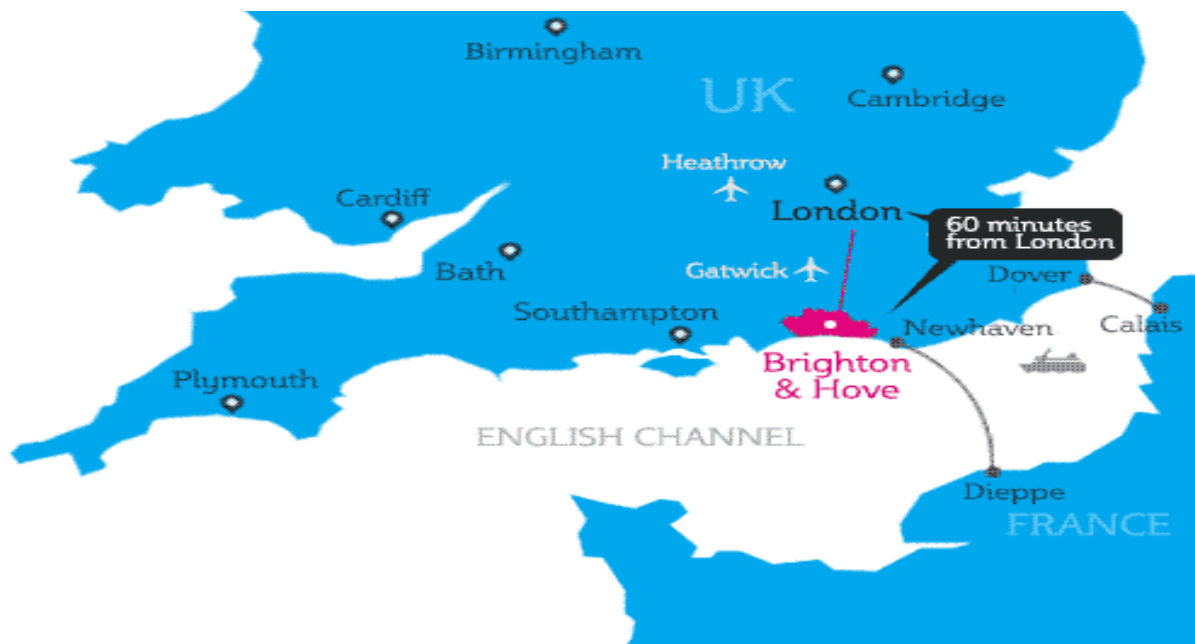 Birmingham
UK
Cambridge
Heathrow
Cardiff
London
60 minutes
from London
Bath
Gatwick
Dover
Southampton
Newhaven
Calais
Brighton
& Hove
Plymouth
ENGLISH CHANNEL
Dieppe
FRANCE